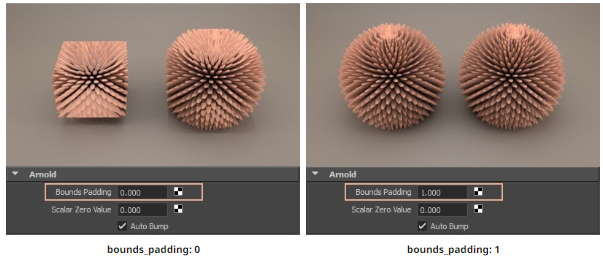 Arnold
Bounds Padding 0.000
Scalar Zero Value 0.000
Auto Bump
bounds_padding: 0
Arnold
Bounds Padding 1.000
Scalar Zero Value 0.000
Auto Bump
bounds_padding: 1